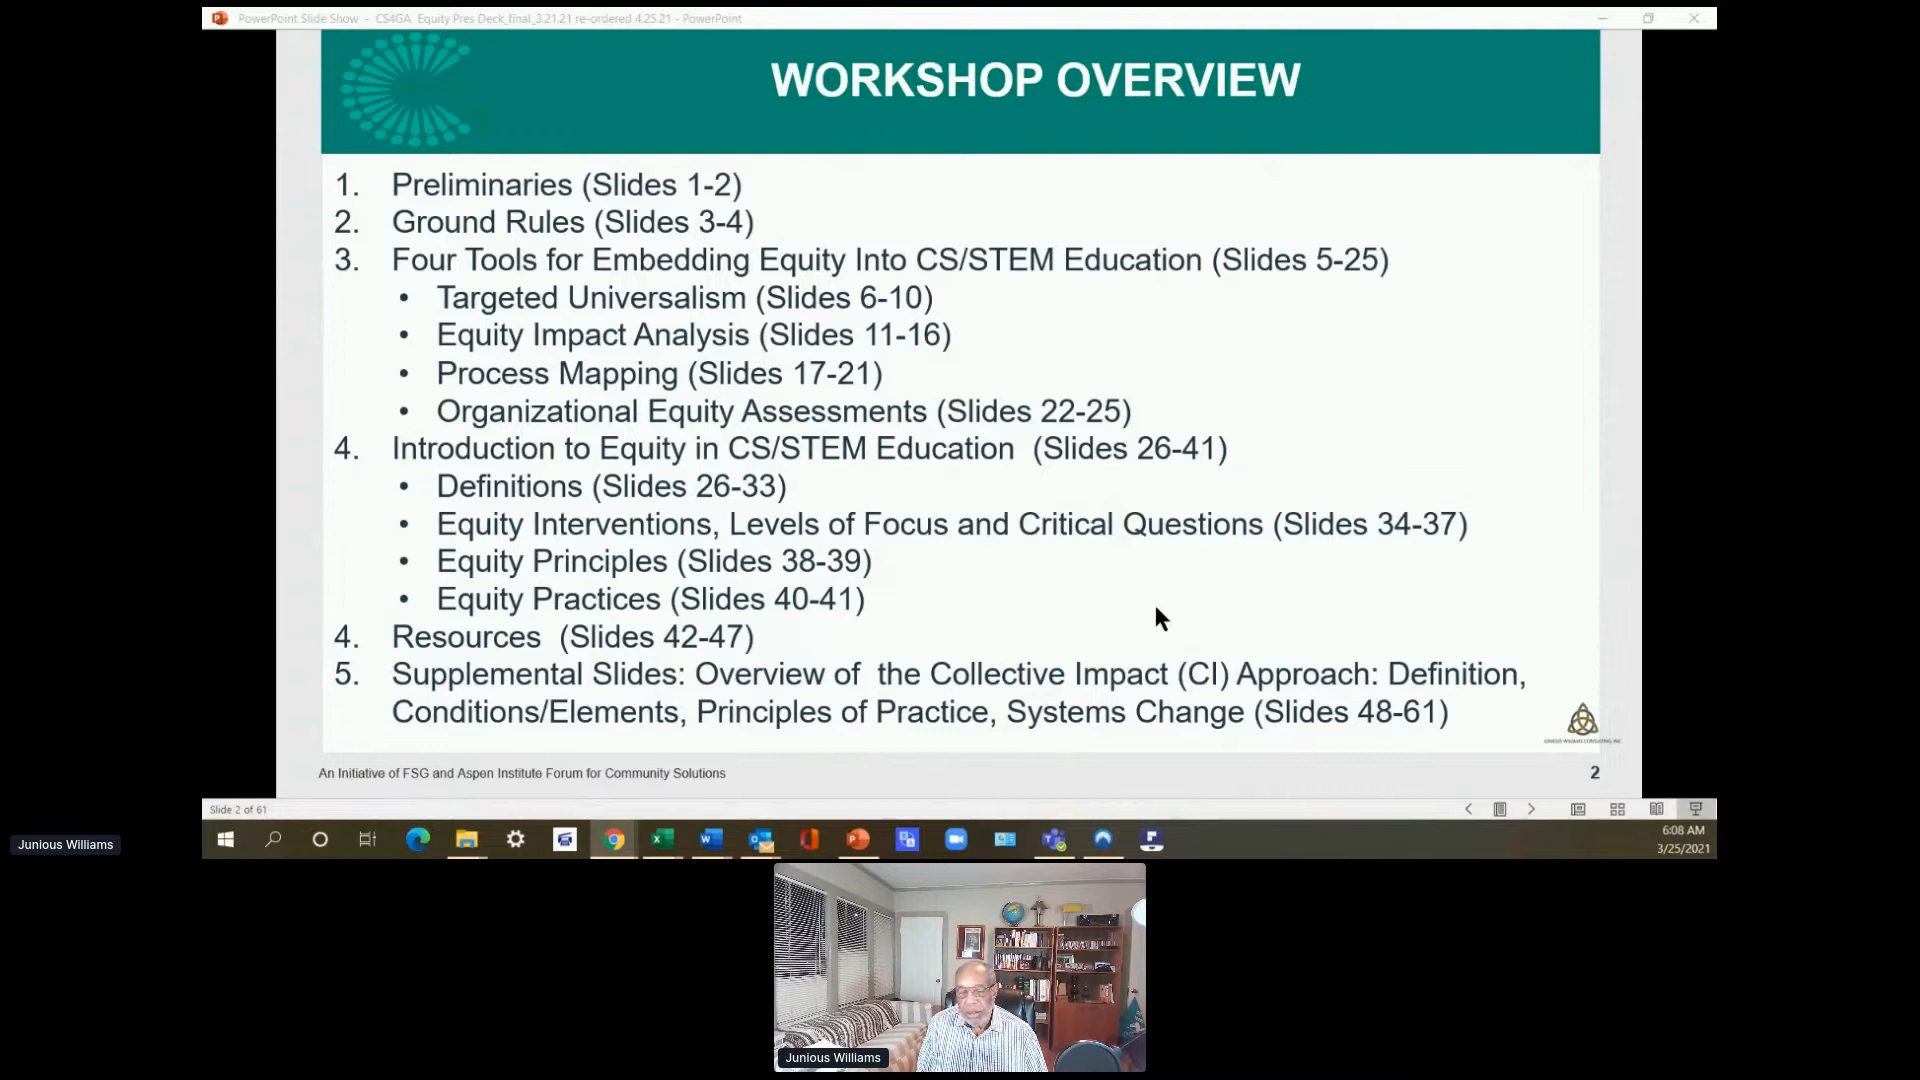 PowerPoint Slide Show - CS4GA Equity Pres Deck_final_3.21.21 re-ordered 4.25.21 - PowerPoint
WORKSHOP OVERVIEW
1. Preliminaries (Slides 1-2)
2. Ground Rules (Slides 3-4)
3. Four Tools for Embedding Equity Into CS/STEM Education (Slides 5-25)
• Targeted Universalism (Slides 6-10)
• Equity Impact Analysis (Slides 11-16)
• Process Mapping (Slides 17-21)
• Organizational Equity Assessments (Slides 22-25)
4. Introduction to Equity in CS/STEM Education (Slides 26-41)
• Definitions (Slides 26-33)
• Equity Interventions, Levels of Focus and Critical Questions (Slides 34-37)
• Equity Principles (Slides 38-39)
• Equity Practices (Slides 40-41)
4. Resources (Slides 42-47)
5. Supplemental Slides: Overview of the Collective Impact (CI) Approach: Definition,
Conditions/Elements, Principles of Practice, Systems Change (Slides 48-61)
JUNIOUS WILLIAMS CONSULTING, INC
An Initiative of FSG and Aspen Institute Forum for Community Solutions
2
Slide 2 of 61
6:08 AM
3/25/2021
Junious Williams
Junious Williams